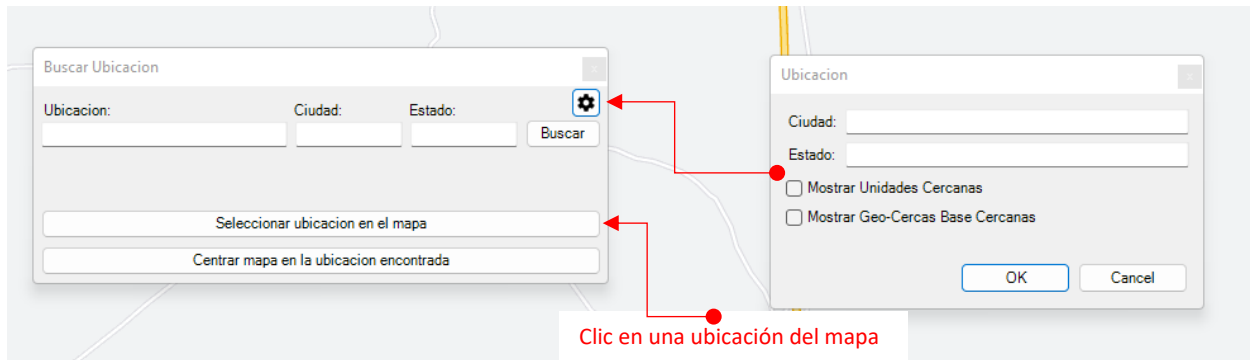 Buscar Ubicacion
Ubicacion: Ciudad: Estado:
Buscar
Seleccionar ubicacion en el mapa
Centrar mapa en la ubicacion encontrada
Ubicacion
Ciudad:
Estado:
Mostrar Unidades Cercanas
Mostrar Geo-Cercas Base Cercanas
OK Cancel
Clic en una ubicación del mapa